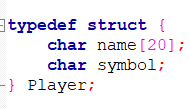 typedef struct {
    char name[20];
    char symbol;
} Player;